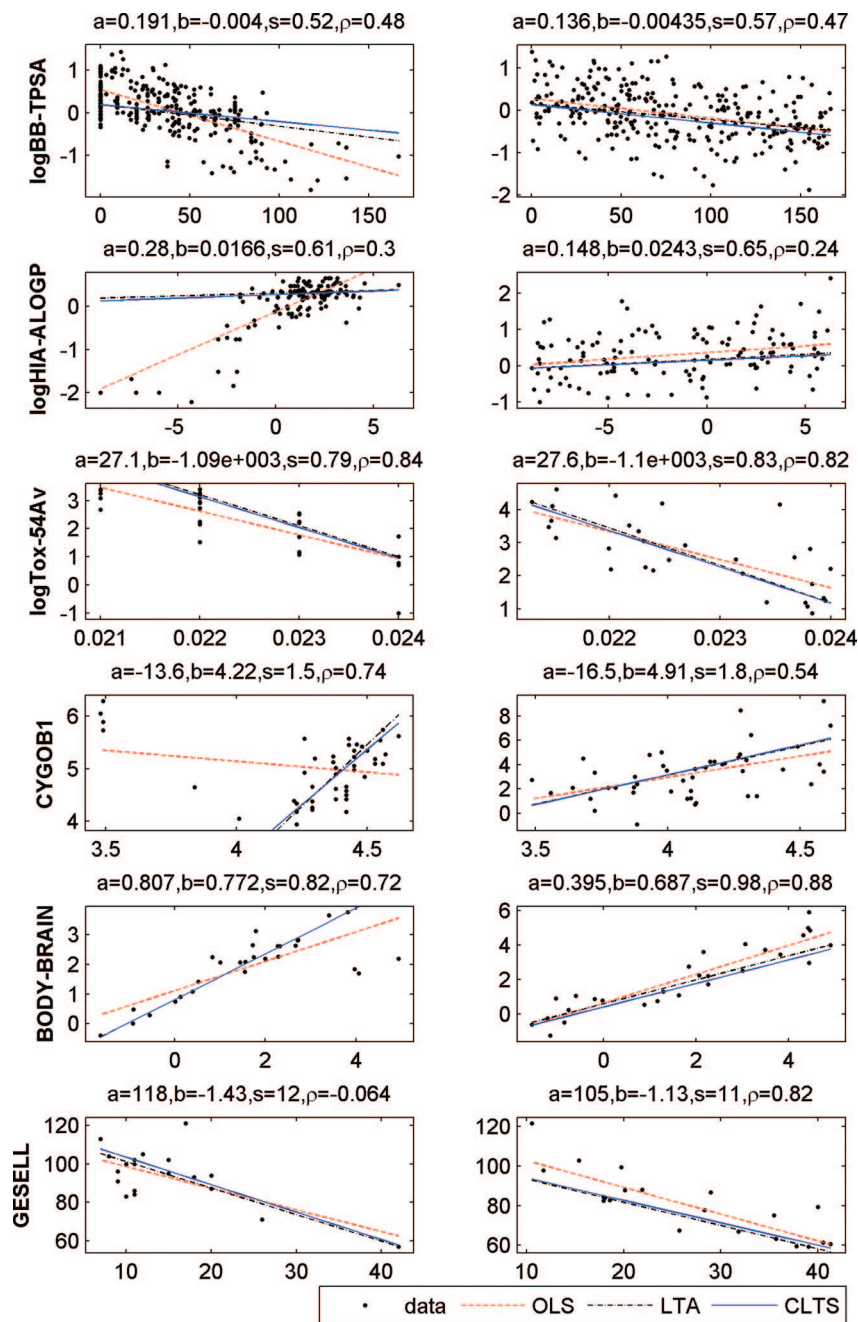 a=0.191,b=-0.004,s=0.52,ρ=0.48
a=0.136,b=-0.00435,s=0.57,ρ=0.47
logBB-TPSA
1
0
-1
0 50 100 150
1
0
-1
-2
0 50 100 150
a=0.28,b=0.0166,s=0.61,ρ=0.3
a=0.148,b=0.0243,s=0.65,ρ=0.24
logHIA-ALOGP
0
-1
-2
-5 0 5
2
1
0
-1
-5 0 5
a=27.1,b=-1.09e+003,s=0.79,ρ=0.84
a=27.6,b=-1.1e+003,s=0.83,ρ=0.82
logTox-54Av
3
2
1
0
-1
0.021 0.022 0.023 0.024
4
3
2
1
0.022 0.023 0.024
a=-13.6,b=4.22,s=1.5,ρ=0.74
a=-16.5,b=4.91,s=1.8,ρ=0.54
CYGOB1
6
5
4
3.5 4 4.5
8
6
4
2
0
3.5 4 4.5
a=0.807,b=0.772,s=0.82,ρ=0.72
a=0.395,b=0.687,s=0.98,ρ=0.88
BODY-BRAIN
3
2
1
0
0 2 4
6
4
2
0
0 2 4
a=118,b=-1.43,s=12,ρ=-0.064
a=105,b=-1.13,s=11,ρ=0.82
GESELL
120
100
80
60
10 20 30 40
120
100
80
60
10 20 30 40
data OLS LTA CLTS